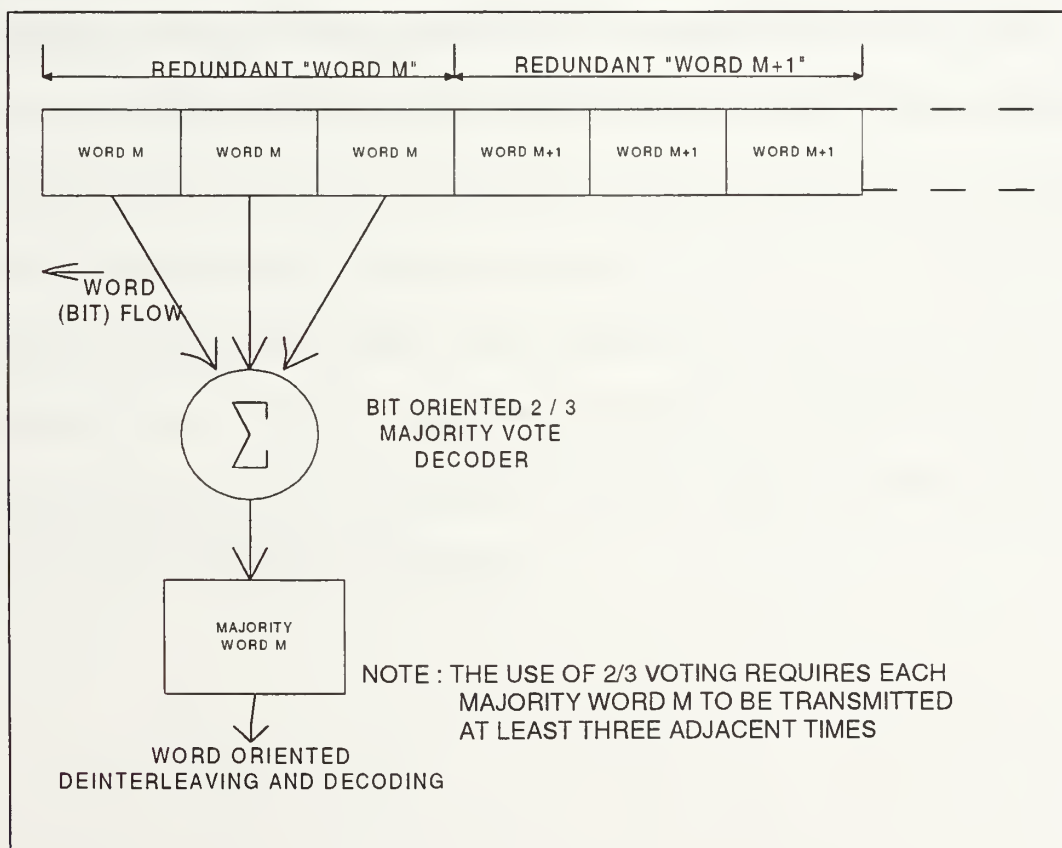 REDUNDANT "WORD M"
REDUNDANT "WORD M+1"
WORD M
WORD M
WORD M
WORD M+1
WORD M+1
WORD M+1
WORD
(BIT) FLOW
Σ
BIT ORIENTED 2 / 3
MAJORITY VOTE
DECODER
MAJORITY
WORD M
NOTE : THE USE OF 2/3 VOTING REQUIRES EACH
MAJORITY WORD M TO BE TRANSMITTED
AT LEAST THREE ADJACENT TIMES
WORD ORIENTED
DEINTERLEAVING AND DECODING